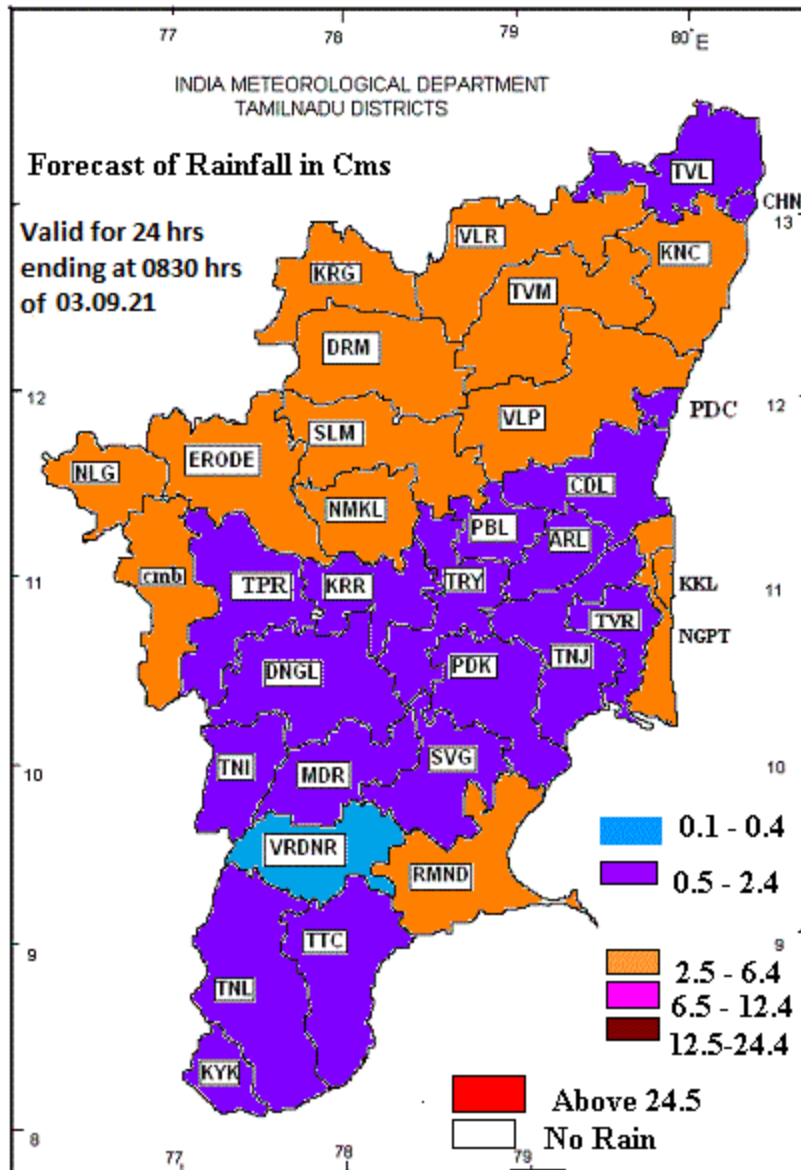 77 78 79 80°E
INDIA METEOROLOGICAL DEPARTMENT
TAMILNADU DISTRICTS
Forecast of Rainfall in Cms
TVL
CHN
13
Valid for 24 hrs
ending at 0830 hrs
of 03.09.21
VLR
KNC
KRG
TVM
DRM
12
12
PDC
VLP
SLM
ERODE
NLG
CDL
NMKL
PBL
ARL
11
cmb
TPR
KRR
TRY
KKL
11
TVR
NGPT
DNGL
PDK
TNJ
10
TNI
MDR
SVG
10
0.1 - 0.4
VRDNR
RMND
0.5 - 2.4
9
TTC
9
2.5 - 6.4
TNL
6.5 - 12.4
12.5-24.4
KYK
Above 24.5
No Rain
8
77 78 79